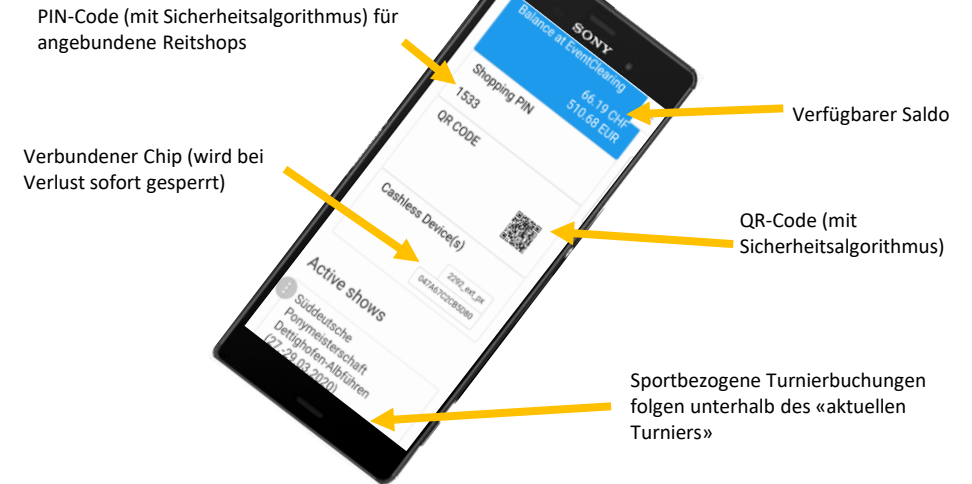 PIN-Code (mit Sicherheitsalgorithmus) für
angebundene Reitshops
Verbundener Chip (wird bei
Verlust sofort gesperrt)
SONY
Balance at EventClearing
66.19 CHF
510.68 EUR
Shopping PIN
1533
QR CODE
Cashless Device(s)
2292_ext_px
047A67C2CB5D80
Active shows
Süddeutsche
Ponymeisterschaft
Dettighofen-Albführen
(27.-29.03.2020)
Verfügbarer Saldo
QR-Code (mit
Sicherheitsalgorithmus)
Sportbezogene Turnierbuchungen
folgen unterhalb des «aktuellen
Turniers»